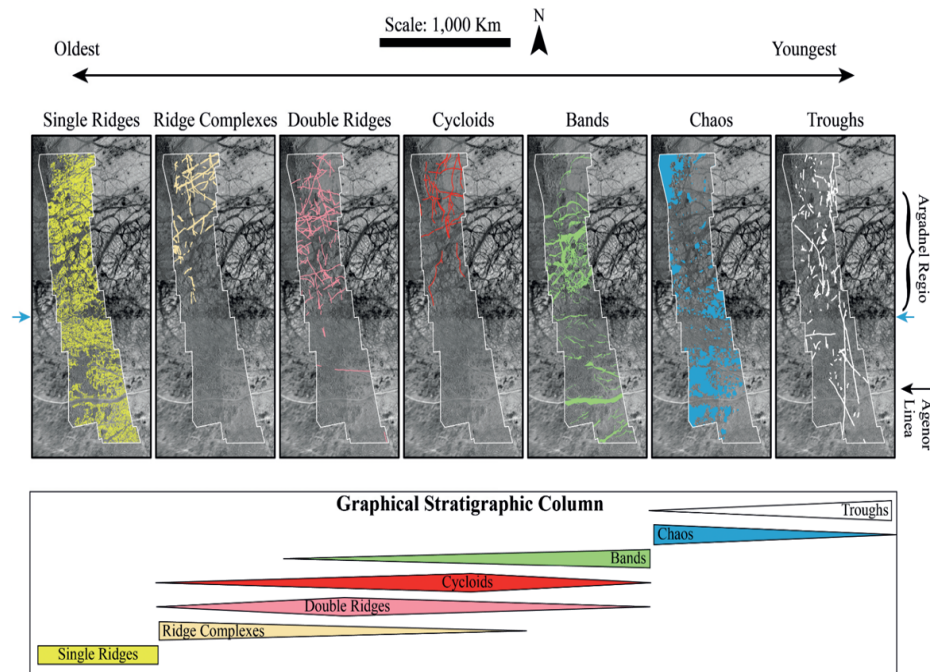 Scale: 1,000 Km
N
Oldest
Youngest
Single Ridges
Ridge Complexes
Double Ridges
Cycloids
Bands
Chaos
Troughs
Argadnel Regio
Agenor
Linea
Graphical Stratigraphic Column
Troughs
Chaos
Bands
Cycloids
Double Ridges
Ridge Complexes
Single Ridges